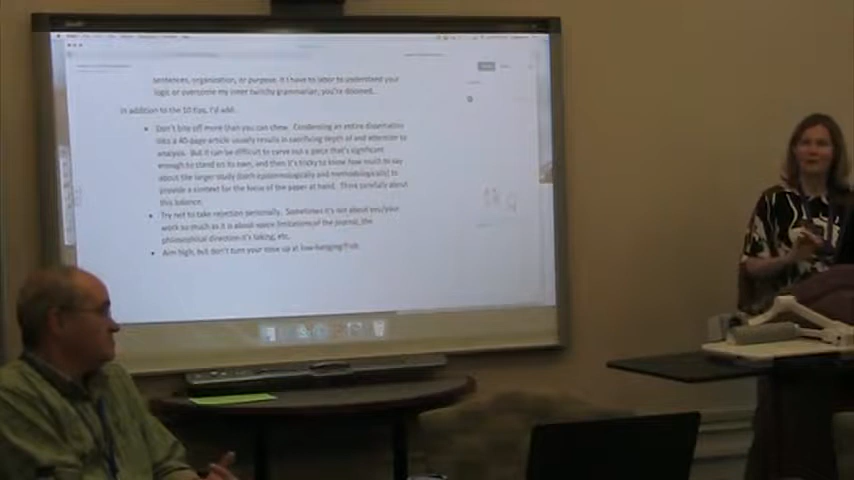 sentences, organization, or purpose. If I have to labor to understand your
logic or overcome my inner twitchy grammarian, you're doomed.
In addition to the 10 tips, I'd add:
• Don't bite off more than you can chew. Condensing an entire dissertation
into a 40-page article usually results in sacrificing depth of and attention to
analysis. But it can be difficult to carve out a piece that's significant
enough to stand on its own, and then it's tricky to know how much to say
about the larger study (both epistemologically and methodologically) to
provide a context for the focus of the paper at hand. Think carefully about
this balance.
• Try not to take rejection personally. Sometimes it's not about you/your
work so much as it is about space limitations of the journal, the
philosophical direction it's taking, etc.
• Aim high, but don't turn your nose up at low-hanging fruit.